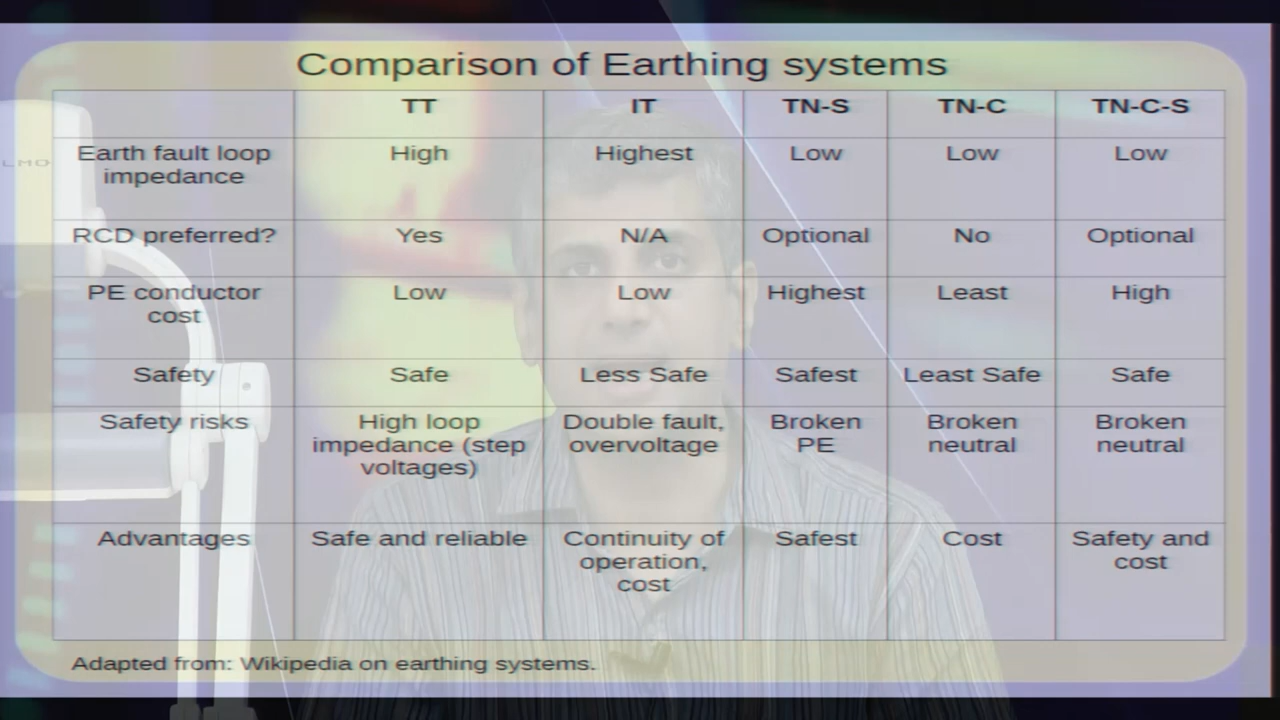 Comparison of Earthing systems
TT IT TN-S TN-C TN-C-S
Earth fault loop impedance High Highest Low Low Low
RCD preferred? Yes N/A Optional No Optional
PE conductor cost Low Low Highest Least High
Safety Safe Less Safe Safest Least Safe Safe
Safety risks High loop impedance (step voltages) Double fault, overvoltage Broken PE Broken neutral Broken neutral
Advantages Safe and reliable Continuity of operation, cost Safest Cost Safety and cost
Adapted from: Wikipedia on earthing systems.